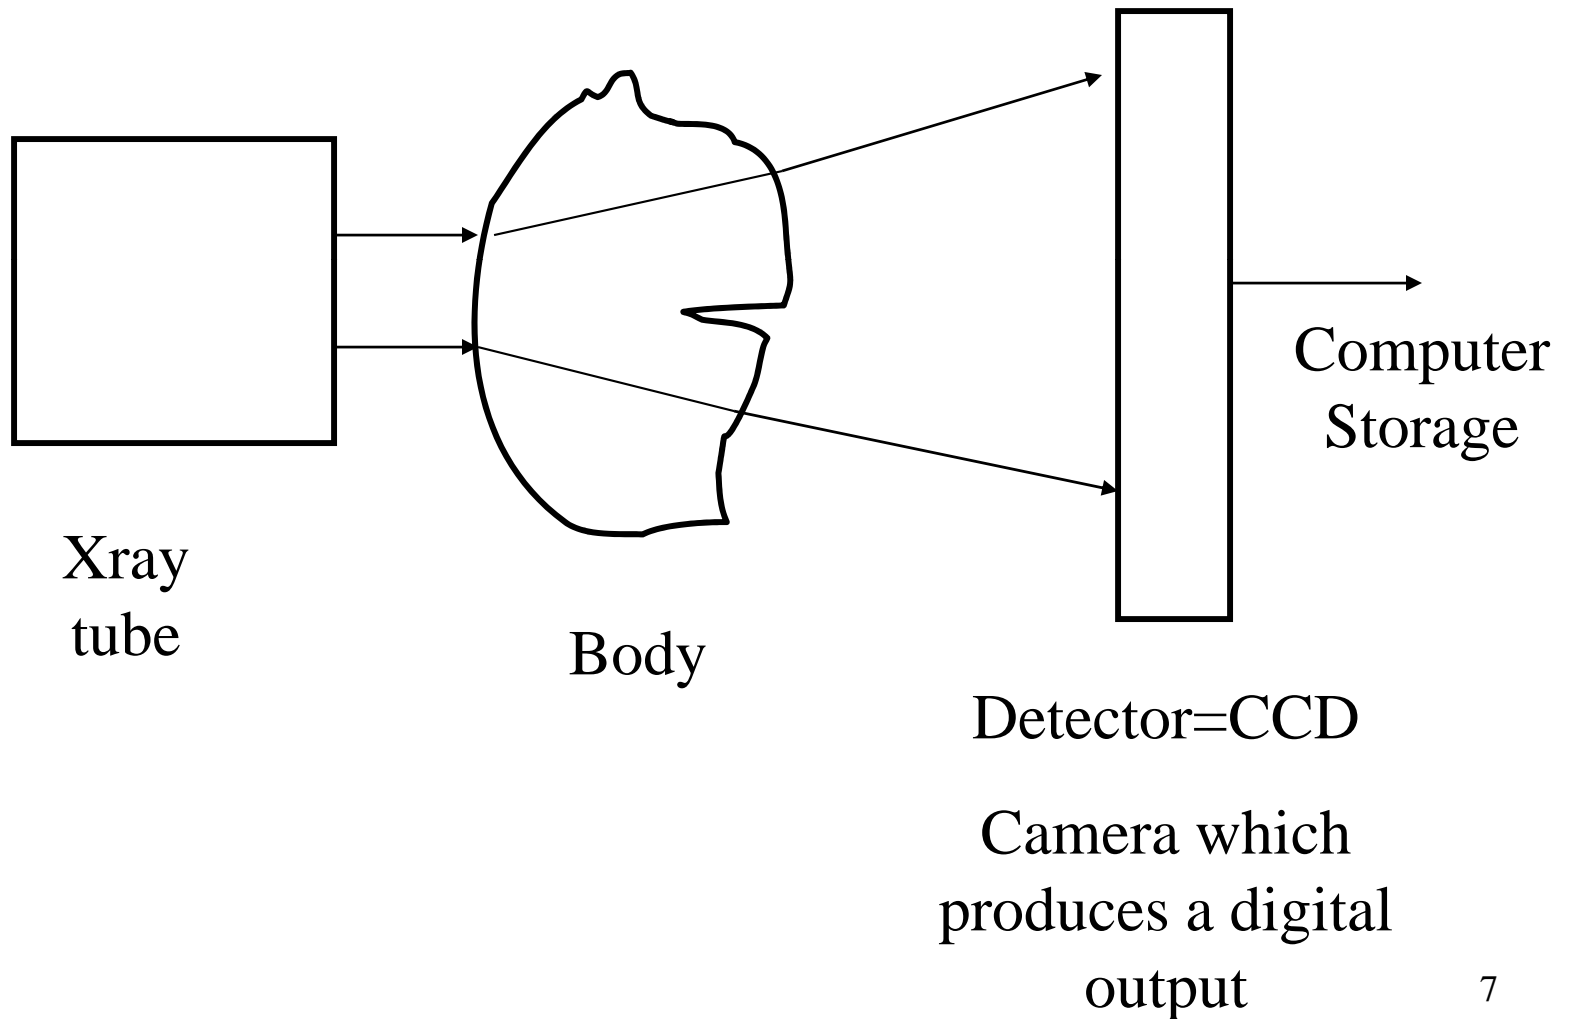 Xray
tube
Body
Computer
Storage
Detector=CCD
Camera which
produces a digital
output
7